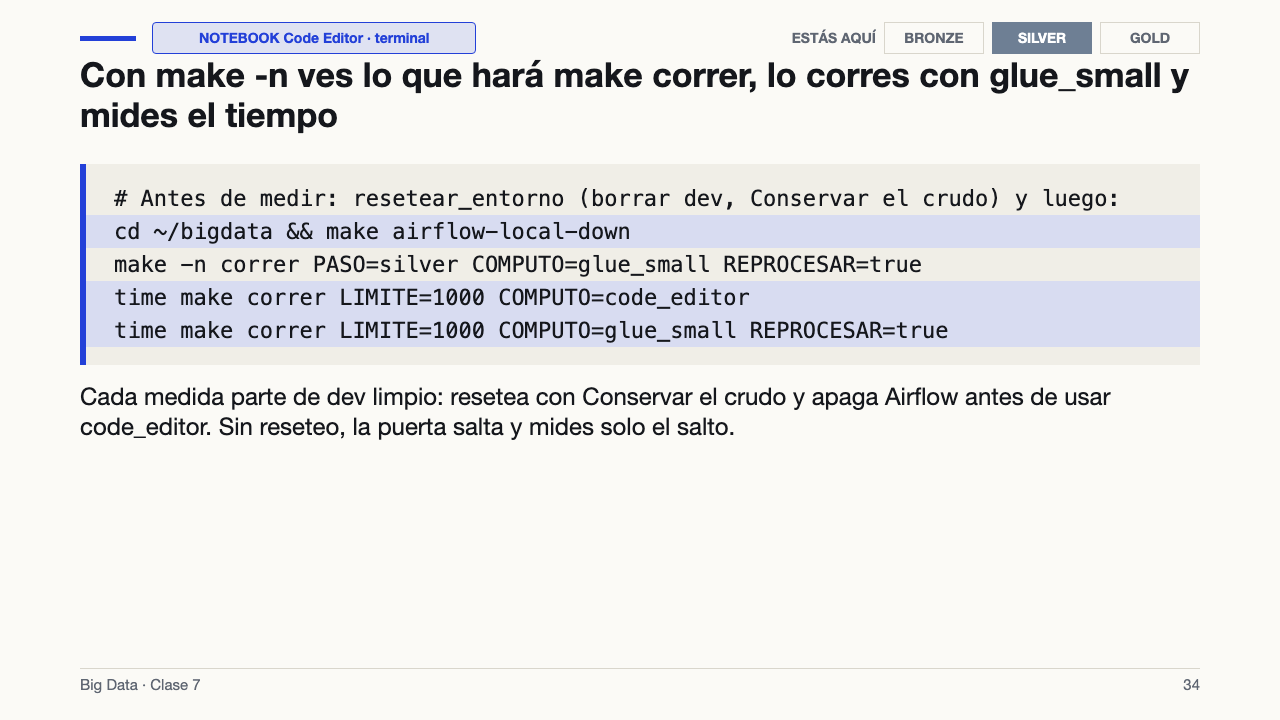 NOTEBOOK Code Editor · terminal
ESTÁS AQUÍ
BRONZE
SILVER
GOLD
Con make -n ves lo que hará make correr, lo corres con glue_small y
mides el tiempo
# Antes de medir: resetear_entorno (borrar dev, Conservar el crudo) y luego:
cd ~/bigdata && make airflow-local-down
make -n correr PASO=silver COMPUTO=glue_small REPROCESAR=true
time make correr LIMITE=1000 COMPUTO=code_editor
time make correr LIMITE=1000 COMPUTO=glue_small REPROCESAR=true
Cada medida parte de dev limpio: resetea con Conservar el crudo y apaga Airflow antes de usar
code_editor. Sin reseteo, la puerta salta y mides solo el salto.
Big Data · Clase 7
34